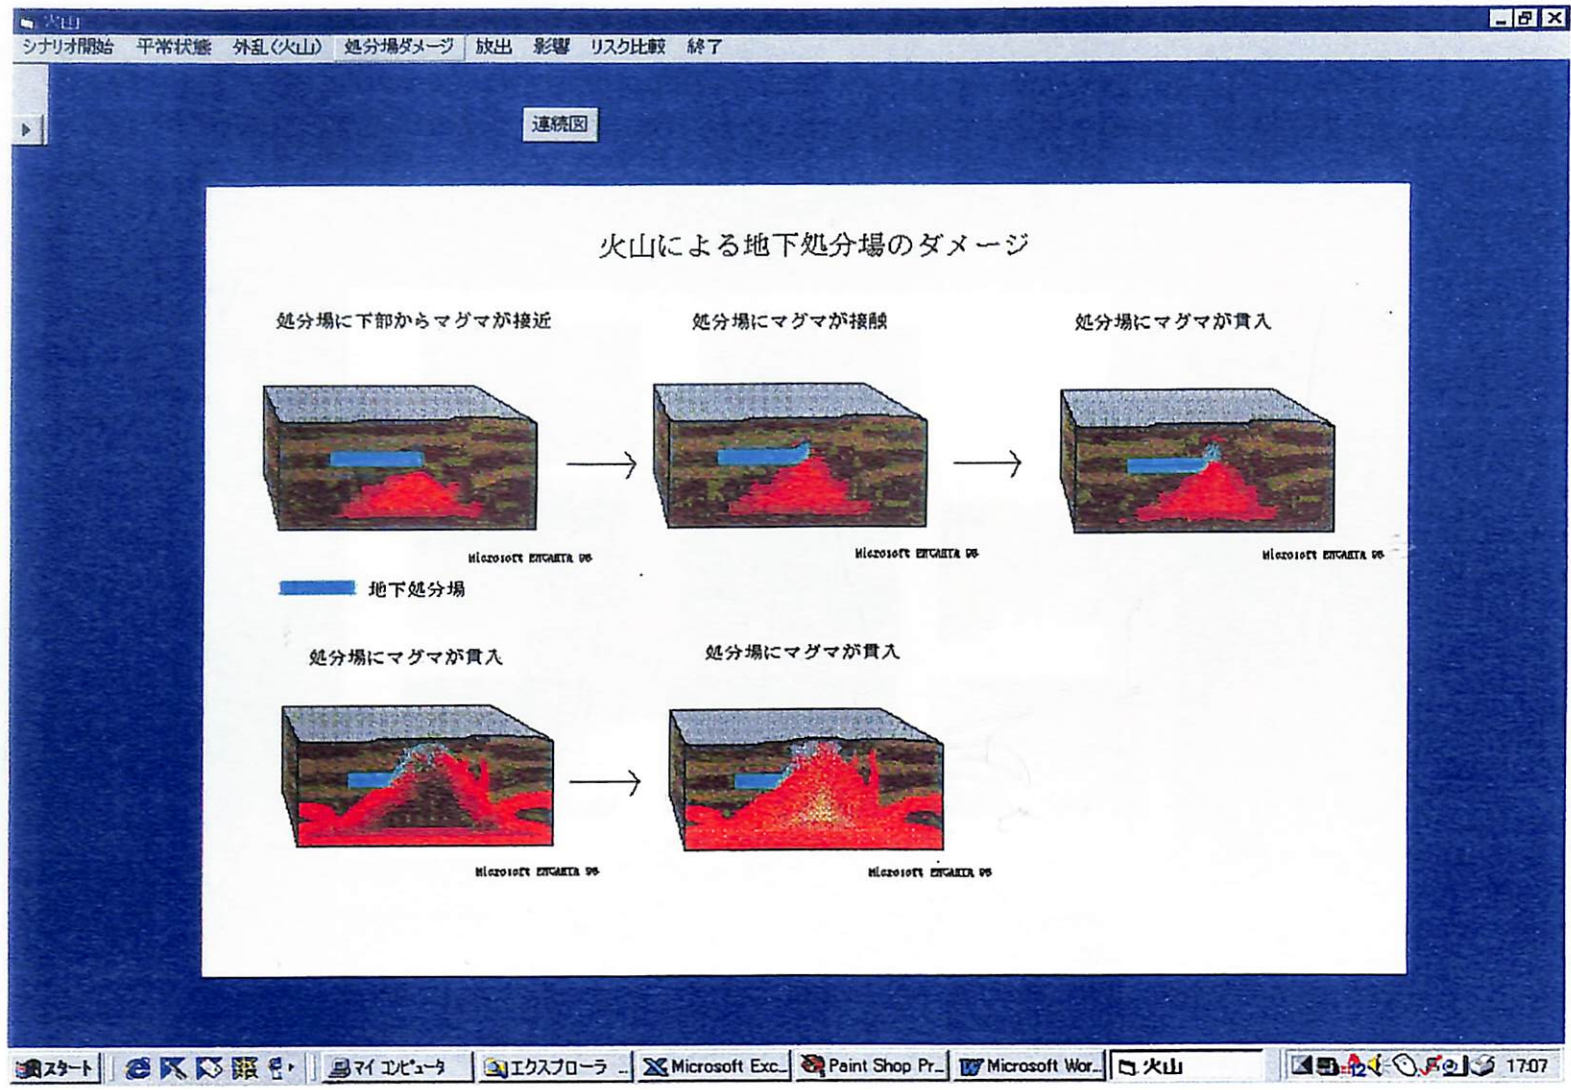 火山
シナリオ開始 平常状態 外乱(火山) 処分場ダメージ 放出 影響 リスク比較 終了
連続図
火山による地下処分場のダメージ
処分場に下部からマグマが接近 処分場にマグマが接触 処分場にマグマが貫入
Microsoft ENCARTA 98 Microsoft ENCARTA 98 Microsoft ENCARTA 98
地下処分場
処分場にマグマが貫入 処分場にマグマが貫入
Microsoft ENCARTA 98 Microsoft ENCARTA 98
スタート マイ コンピュータ エクスプローラ - .. Microsoft Exc... Paint Shop Pr... Microsoft Wor... 火山 17:07